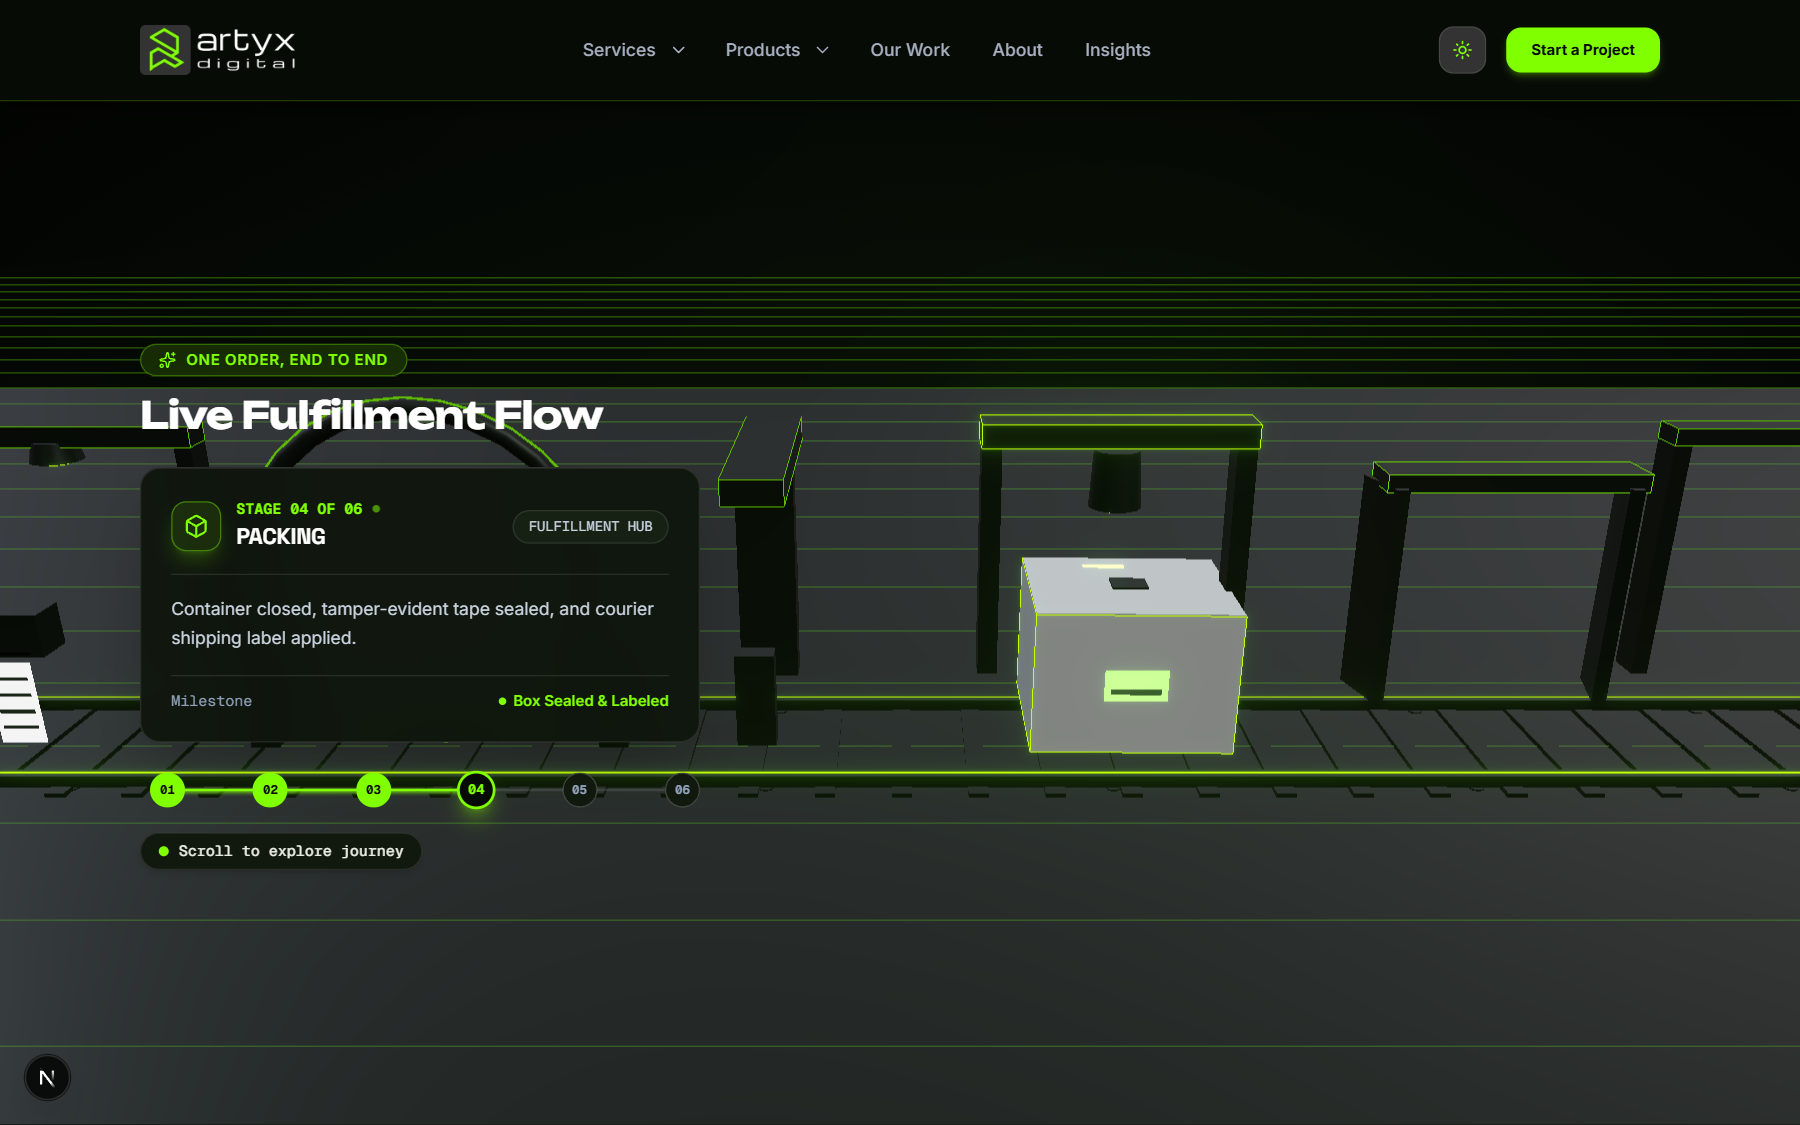 artyx
digital
Services
Products
Our Work
About
Insights
Start a Project
ONE ORDER, END TO END
Live Fulfillment Flow
STAGE 04 OF 06
PACKING
FULFILLMENT HUB
Container closed, tamper-evident tape sealed, and courier
shipping label applied.
Milestone
Box Sealed & Labeled
01
02
03
04
05
06
Scroll to explore journey
N